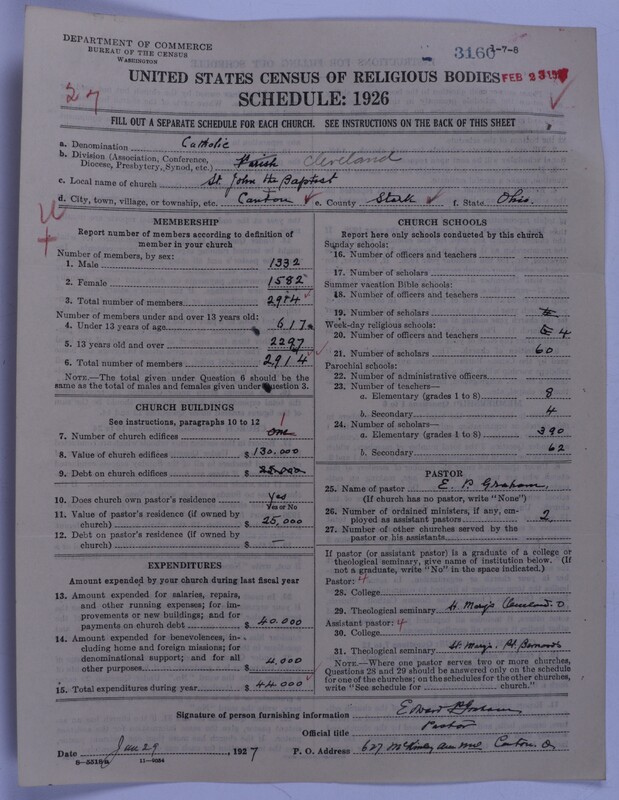 DEPARTMENT OF COMMERCE
BUREAU OF THE CENSUS
WASHINGTON
3160
1-7-8
UNITED STATES CENSUS OF RELIGIOUS BODIES
FEB 23
27
SCHEDULE: 1926
FILL OUT A SEPARATE SCHEDULE FOR EACH CHURCH. SEE INSTRUCTIONS ON THE BACK OF THIS SHEET
a. Denomination Catholic
b. Division (Association, Conference, Diocese, Presbytery, Synod, etc.) Parish Cleveland
c. Local name of church St. John the Baptist
d. City, town, village, or township, etc. Canton e. County Stark f. State Ohio.
MEMBERSHIP
Report number of members according to definition of
member in your church
Number of members, by sex:
1. Male 1332
2. Female 1582
3. Total number of members 2914
Number of members under and over 13 years old:
4. Under 13 years of age 617
5. 13 years old and over 2297
6. Total number of members 2914
NOTE.—The total given under Question 6 should be the
same as the total of males and females given under Question 3.
CHURCH BUILDINGS
See instructions, paragraphs 10 to 12
7. Number of church edifices one 1
8. Value of church edifices $ 130.000
9. Debt on church edifices $ 25.000
10. Does church own pastor's residence Yes
Yes or No
11. Value of pastor's residence (if owned by
church) $ 25,000
12. Debt on pastor's residence (if owned by
church) $ —
EXPENDITURES
Amount expended by your church during last fiscal year
13. Amount expended for salaries, repairs,
and other running expenses; for im-
provements or new buildings; and for
payments on church debt $ 40.000
14. Amount expended for benevolences, in-
cluding home and foreign missions; for
denominational support; and for all
other purposes $ 4,000
15. Total expenditures during year $ 44.000
CHURCH SCHOOLS
Report here only schools conducted by this church
Sunday schools:
16. Number of officers and teachers
17. Number of scholars
Summer vacation Bible schools:
18. Number of officers and teachers
19. Number of scholars
Week-day religious schools:
20. Number of officers and teachers 4
21. Number of scholars 60
Parochial schools:
22. Number of administrative officers
23. Number of teachers—
a. Elementary (grades 1 to 8) 8
b. Secondary 4
24. Number of scholars—
a. Elementary (grades 1 to 8) 390
b. Secondary 62
PASTOR
25. Name of pastor E. P. Graham,
(If church has no pastor, write "None")
26. Number of ordained ministers, if any, em-
ployed as assistant pastors 2
27. Number of other churches served by the
pastor or his assistants
If pastor (or assistant pastor) is a graduate of a college or
theological seminary, give name of institution below. (If
not a graduate, write "No" in the space indicated.)
Pastor: 4
28. College
29. Theological seminary St. Marys Cleveland. O
Assistant pastor: 4
30. College
31. Theological seminary St. Marys. St. Bernards
NOTE.—Where one pastor serves two or more churches,
Questions 28 and 29 should be answered only on the schedule
for one of the churches; on the schedules for the other churches,
write "See schedule for church."
Signature of person furnishing information Edward P Graham
Official title Pastor
Date Jan 29, 1927 P. O. Address 627 McKinley Ave Canton, O
8—5518a 11—8554